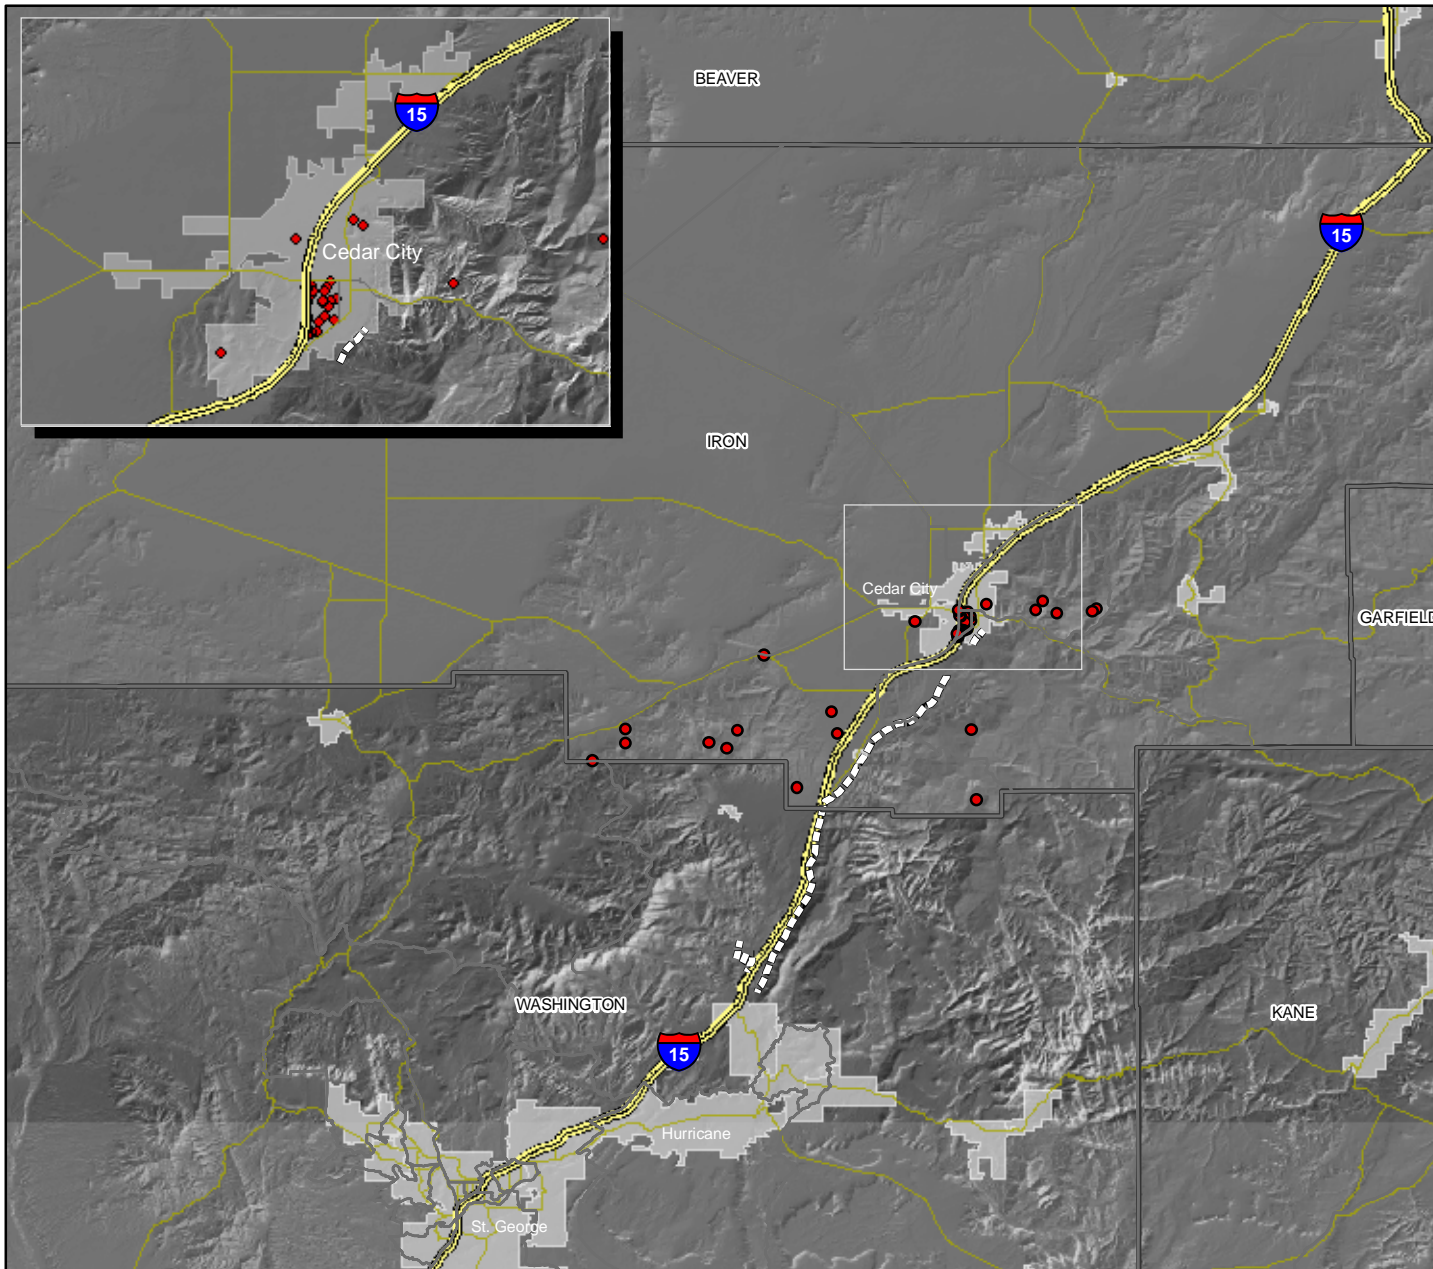 BEAVER
15
Cedar City
15
IRON
Cedar City
GARFIELD
WASHINGTON
KANE
15
Hurricane
St. George